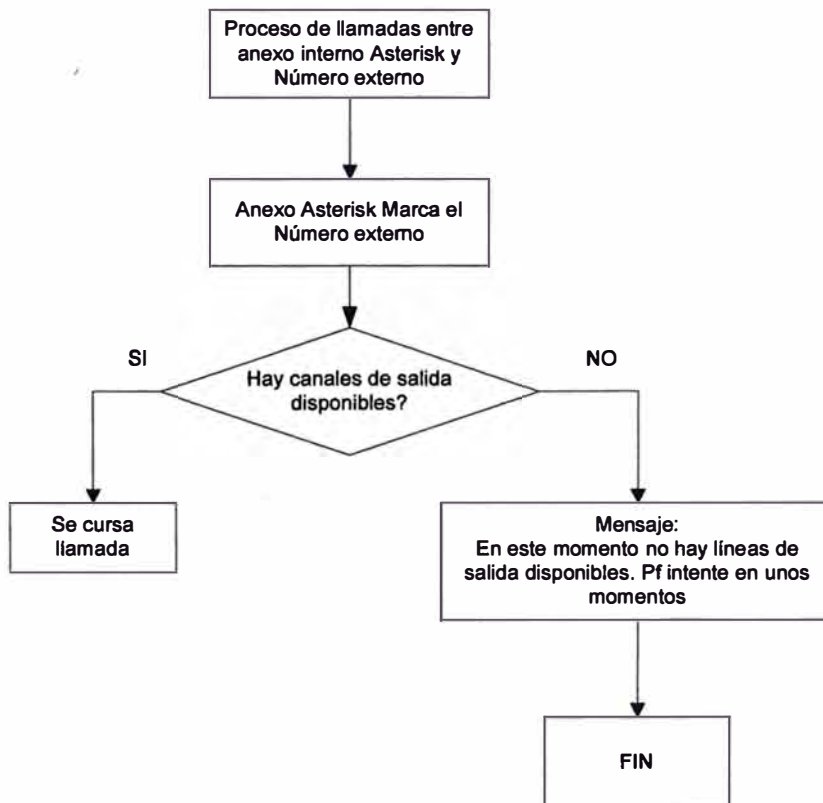 Proceso de llamadas entre
anexo interno Asterisk y
Número externo
Anexo Asterisk Marca el
Número externo
SI
NO
Hay canales de salida
disponibles?
Se cursa
llamada
Mensaje:
En este momento no hay líneas de
salida disponibles. Pf intente en unos
momentos
FIN